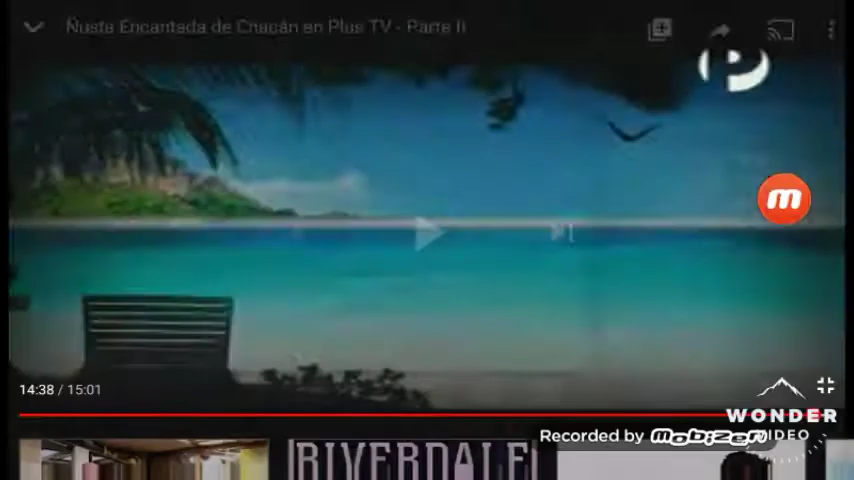 Ñusta Encantada de Chacán en Plus TV - Parte II
P
m
14:38 / 15:01
WONDER
VIDEO
Recorded by Mobizen
RIVERDALE